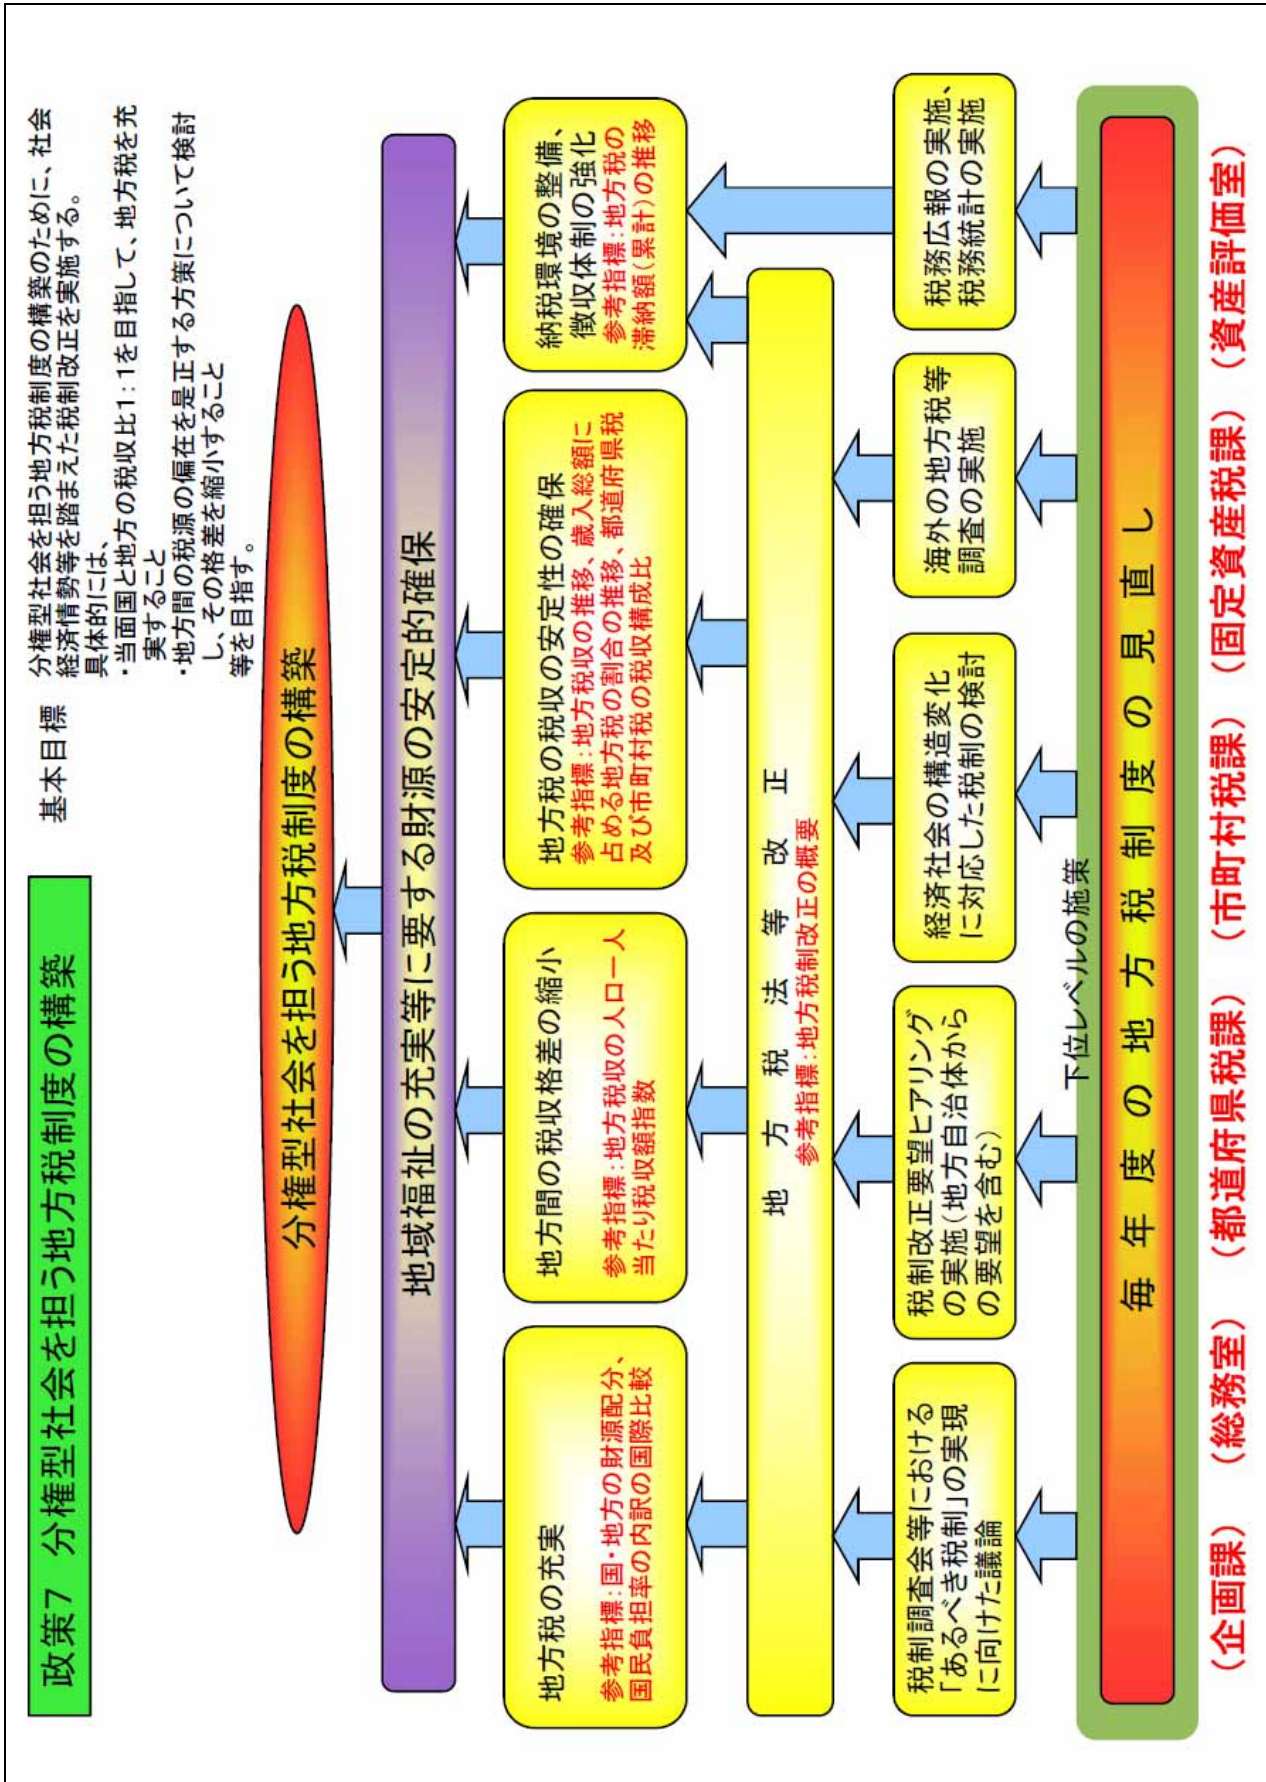 政策7　分権型社会を担う地方税制度の構築
基本目標
分権型社会を担う地方税制度の構築のために、社会
経済情勢等を踏まえた税制改正を実施する。
具体的には、
・当面国と地方の税収比1：1を目指して、地方税を充
実すること
・地方間の税源の偏在を是正する方策について検討
し、その格差を縮小すること
等を目指す。
分権型社会を担う地方税制度の構築
地域福祉の充実等に要する財源の安定的確保
地方税の充実
参考指標：国・地方の財源配分、
国民負担率の内訳の国際比較
地方間の税収格差の縮小
参考指標：地方税収の人口一人
当たり税収額指数
地方税の税収の安定性の確保
参考指標：地方税収の推移、歳入総額に
占める地方税の割合の推移、都道府県税
及び市町村税の税収構成比
納税環境の整備、
徴収体制の強化
参考指標：地方税の
滞納額（累計）の推移
地方税法等改正
参考指標：地方税制改正の概要
税制調査会等における
「あるべき税制」の実現
に向けた議論
税制改正要望ヒアリング
の実施（地方自治体から
の要望を含む）
経済社会の構造変化
に対応した税制の検討
海外の地方税等
調査の実施
税務広報の実施、
税務統計の実施
下位レベルの施策
毎年度の地方税制度の見直し
（企画課）　（総務室）　（都道府県税課）　（市町村税課）　（固定資産税課）　（資産評価室）